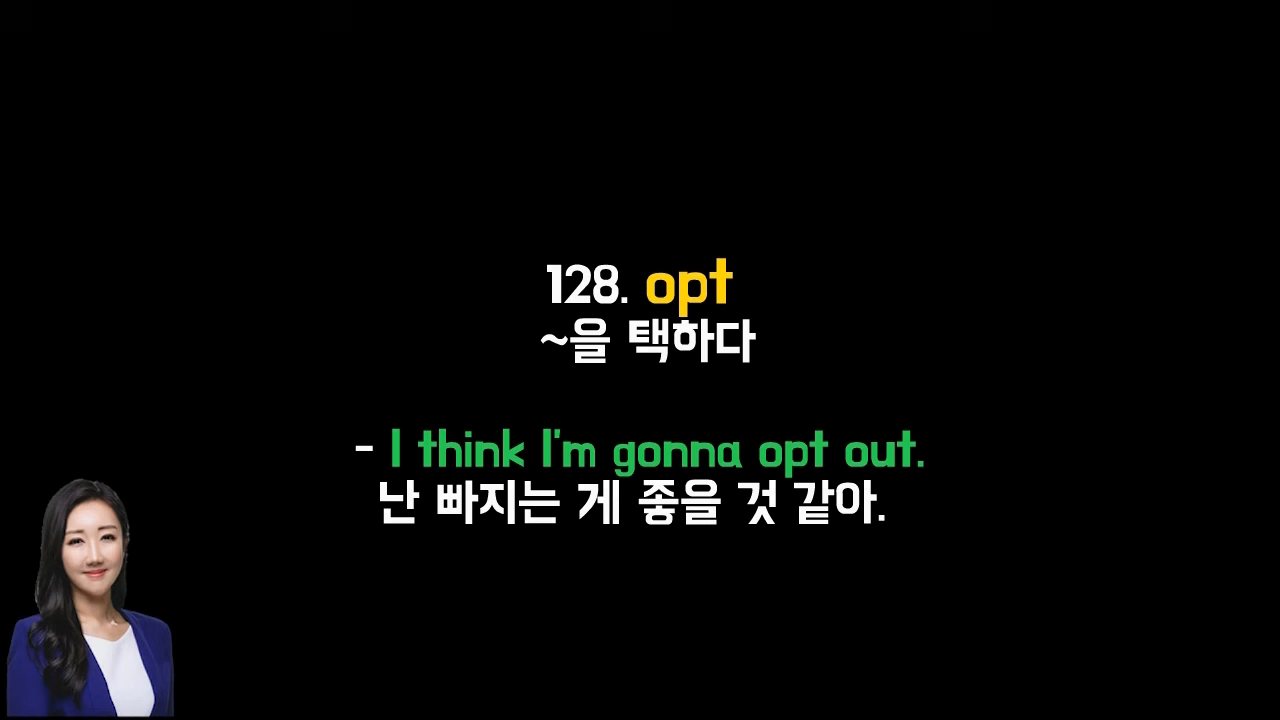 128. opt
~을 택하다
- I think I'm gonna opt out.
난 빠지는 게 좋을 것 같아.